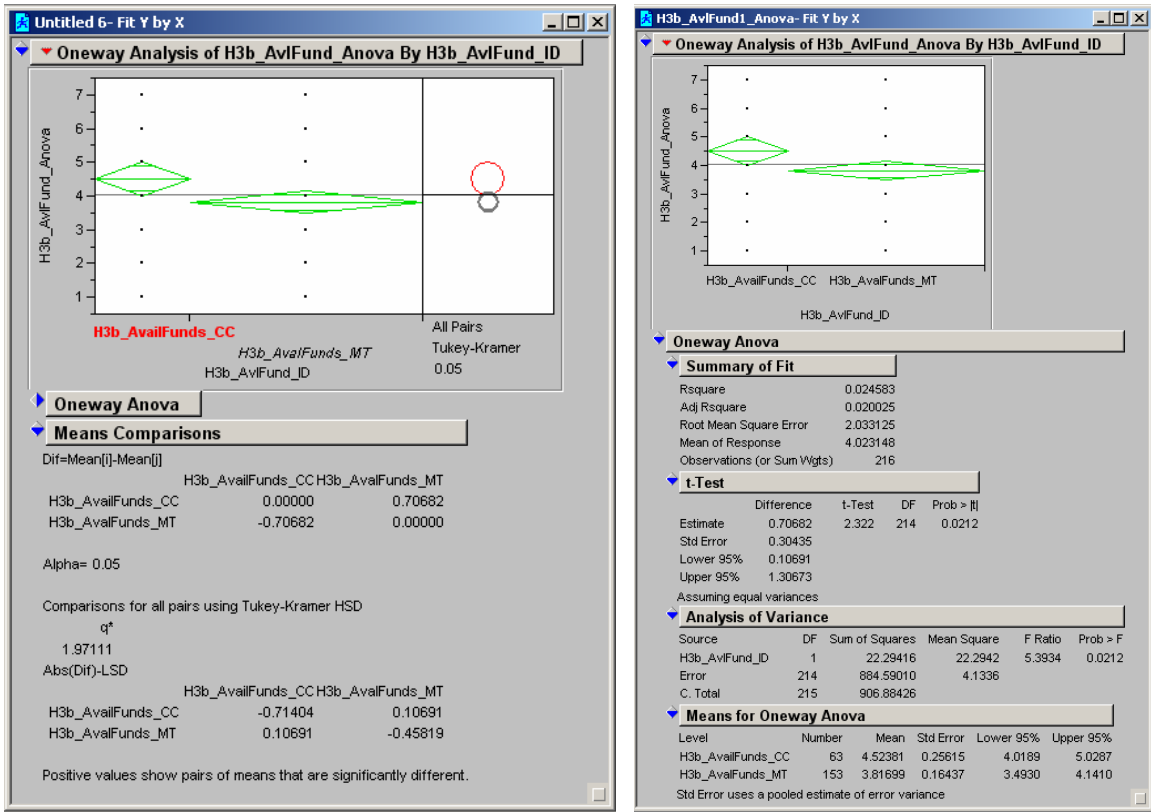 Untitled 6- Fit Y by X
Oneway Analysis of H3b_AvlFund_Anova By H3b_AvlFund_ID
H3b_AvlFund_Anova
7
6
5
4
3
2
1
H3b_AvailFunds_CC
H3b_AvalFunds_MT
H3b_AvlFund_ID
All Pairs
Tukey-Kramer
0.05
Oneway Anova
Means Comparisons
Dif=Mean[i]-Mean[j]
H3b_AvailFunds_CC H3b_AvalFunds_MT
H3b_AvailFunds_CC 0.00000 0.70682
H3b_AvalFunds_MT -0.70682 0.00000
Alpha= 0.05
Comparisons for all pairs using Tukey-Kramer HSD
q*
1.97111
Abs(Dif)-LSD
H3b_AvailFunds_CC H3b_AvalFunds_MT
H3b_AvailFunds_CC -0.71404 0.10691
H3b_AvalFunds_MT 0.10691 -0.45819
Positive values show pairs of means that are significantly different.
H3b_AvlFund1_Anova- Fit Y by X
Oneway Analysis of H3b_AvlFund_Anova By H3b_AvlFund_ID
H3b_AvlFund_Anova
7
6
5
4
3
2
1
H3b_AvailFunds_CC H3b_AvalFunds_MT
H3b_AvlFund_ID
Oneway Anova
Summary of Fit
Rsquare 0.024583
Adj Rsquare 0.020025
Root Mean Square Error 2.033125
Mean of Response 4.023148
Observations (or Sum Wgts) 216
t-Test
Difference t-Test DF Prob > |t|
Estimate 0.70682 2.322 214 0.0212
Std Error 0.30435
Lower 95% 0.10691
Upper 95% 1.30673
Assuming equal variances
Analysis of Variance
Source DF Sum of Squares Mean Square F Ratio Prob > F
H3b_AvlFund_ID 1 22.29416 22.2942 5.3934 0.0212
Error 214 884.59010 4.1336
C. Total 215 906.88426
Means for Oneway Anova
Level Number Mean Std Error Lower 95% Upper 95%
H3b_AvailFunds_CC 63 4.52381 0.25615 4.0189 5.0287
H3b_AvalFunds_MT 153 3.81699 0.16437 3.4930 4.1410
Std Error uses a pooled estimate of error variance